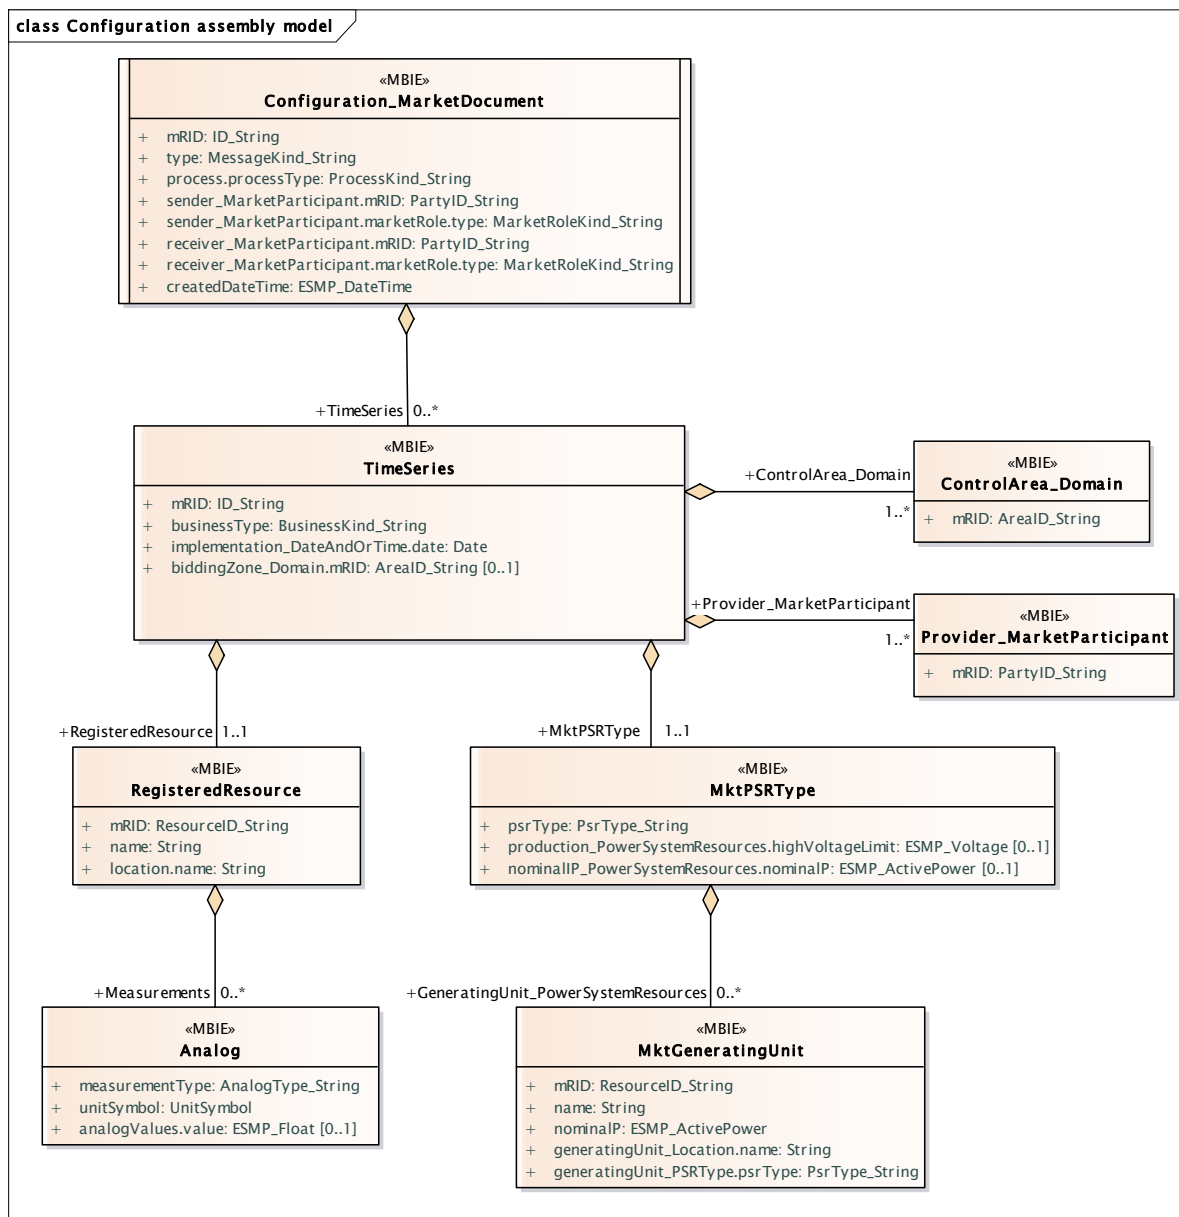 class Configuration assembly model
«MBIE»
Configuration_MarketDocument
+ mRID: ID_String
+ type: MessageKind_String
+ process.processType: ProcessKind_String
+ sender_MarketParticipant.mRID: PartyID_String
+ sender_MarketParticipant.marketRole.type: MarketRoleKind_String
+ receiver_MarketParticipant.mRID: PartyID_String
+ receiver_MarketParticipant.marketRole.type: MarketRoleKind_String
+ createdDateTime: ESMP_DateTime
+TimeSeries 0..*
«MBIE»
TimeSeries
+ mRID: ID_String
+ businessType: BusinessKind_String
+ implementation_DateAndOrTime.date: Date
+ biddingZone_Domain.mRID: AreaID_String [0..1]
+ControlArea_Domain
1..*
«MBIE»
ControlArea_Domain
+ mRID: AreaID_String
+Provider_MarketParticipant
1..*
«MBIE»
Provider_MarketParticipant
+ mRID: PartyID_String
+RegisteredResource 1..1
«MBIE»
RegisteredResource
+ mRID: ResourceID_String
+ name: String
+ location.name: String
+MktPSRType 1..1
«MBIE»
MktPSRType
+ psrType: PsrType_String
+ production_PowerSystemResources.highVoltageLimit: ESMP_Voltage [0..1]
+ nominalIP_PowerSystemResources.nominalP: ESMP_ActivePower [0..1]
+Measurements 0..*
«MBIE»
Analog
+ measurementType: AnalogType_String
+ unitSymbol: UnitSymbol
+ analogValues.value: ESMP_Float [0..1]
+GeneratingUnit_PowerSystemResources 0..*
«MBIE»
MktGeneratingUnit
+ mRID: ResourceID_String
+ name: String
+ nominalP: ESMP_ActivePower
+ generatingUnit_Location.name: String
+ generatingUnit_PSRType.psrType: PsrType_String